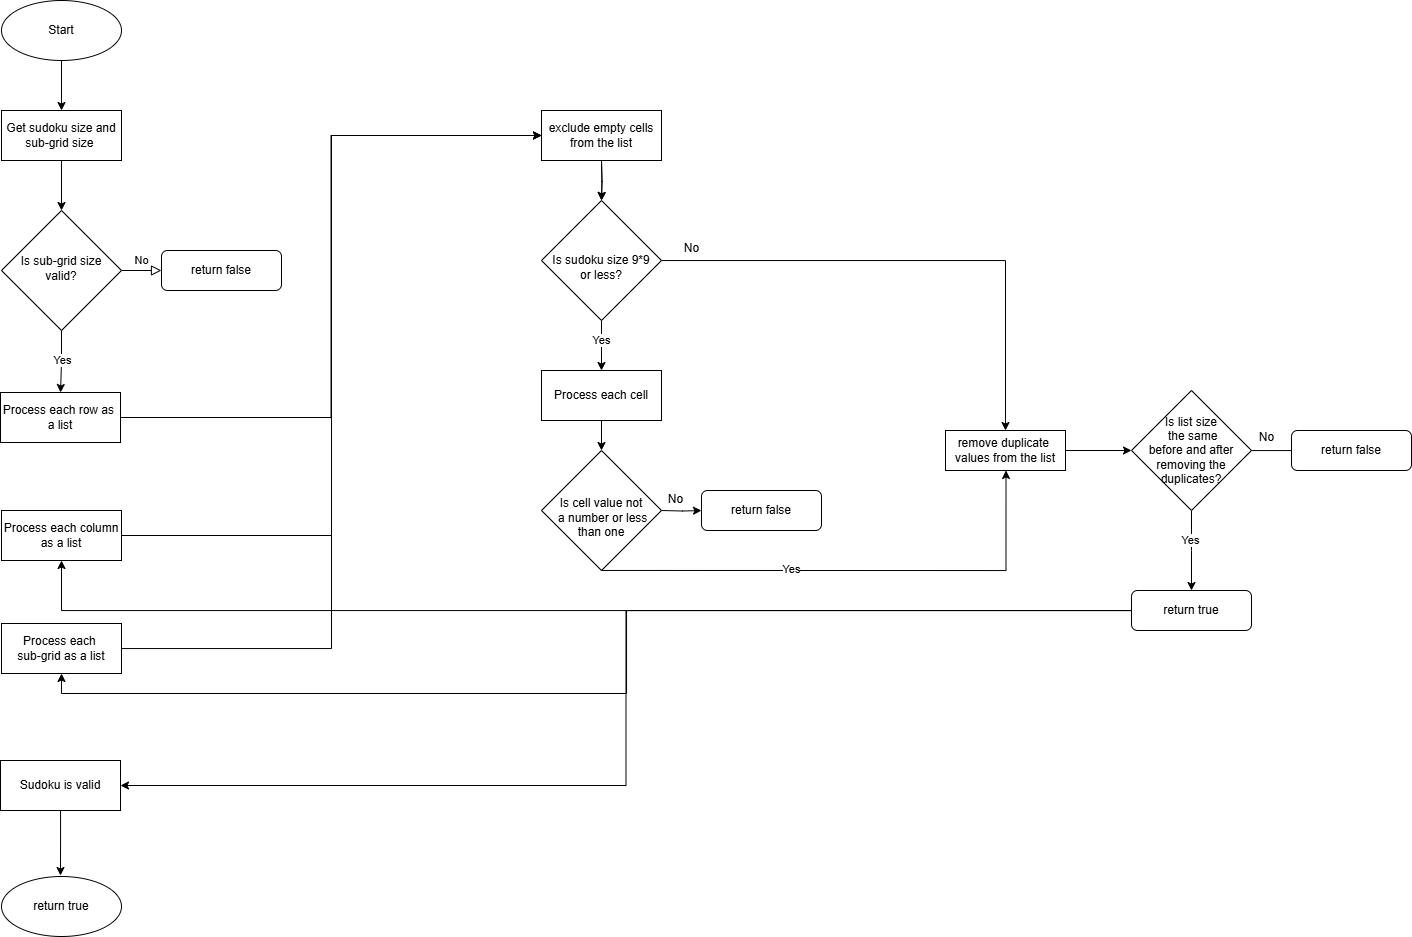 Start
Get sudoku size and
sub-grid size
Is sub-grid size
valid?
No
return false
Yes
Process each row as
a list
Process each column
as a list
Process each
sub-grid as a list
Sudoku is valid
return true
exclude empty cells
from the list
Is sudoku size 9*9
or less?
No
Yes
Process each cell
Is cell value not
a number or less
than one
No
return false
Yes
remove duplicate
values from the list
Is list size
the same
before and after
removing the
duplicates?
No
return false
Yes
return true